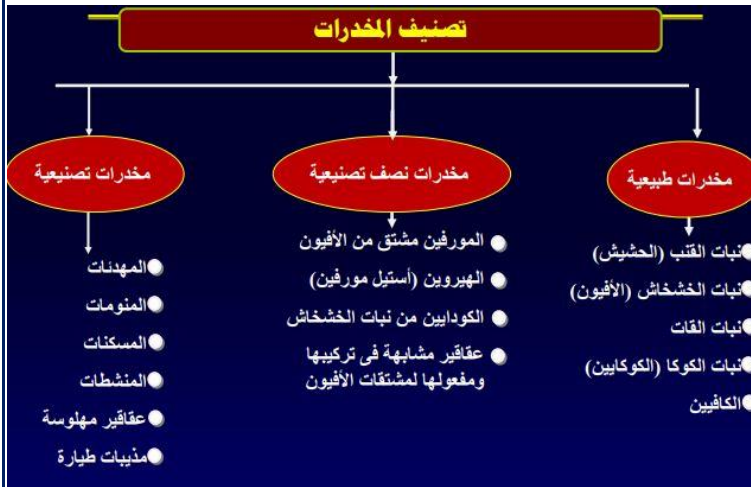 تصنيف المخدرات
مخدرات طبيعية
نبات القنب (الحشيش)
نبات الخشخاش (الأفيون)
نبات القات
نبات الكوكا (الكوكايين)
الكافيين
مخدرات نصف تصنيعية
المورفين مشتق من الأفيون
الهيروين (أستيل مورفين)
الكودايين من نبات الخشخاش
عقاقير مشابهة فى تركيبها
ومفعولها لمشتقات الأفيون
مخدرات تصنيعية
المهدئات
المنومات
المسكنات
المنشطات
عقاقير مهلوسة
مذيبات طيارة